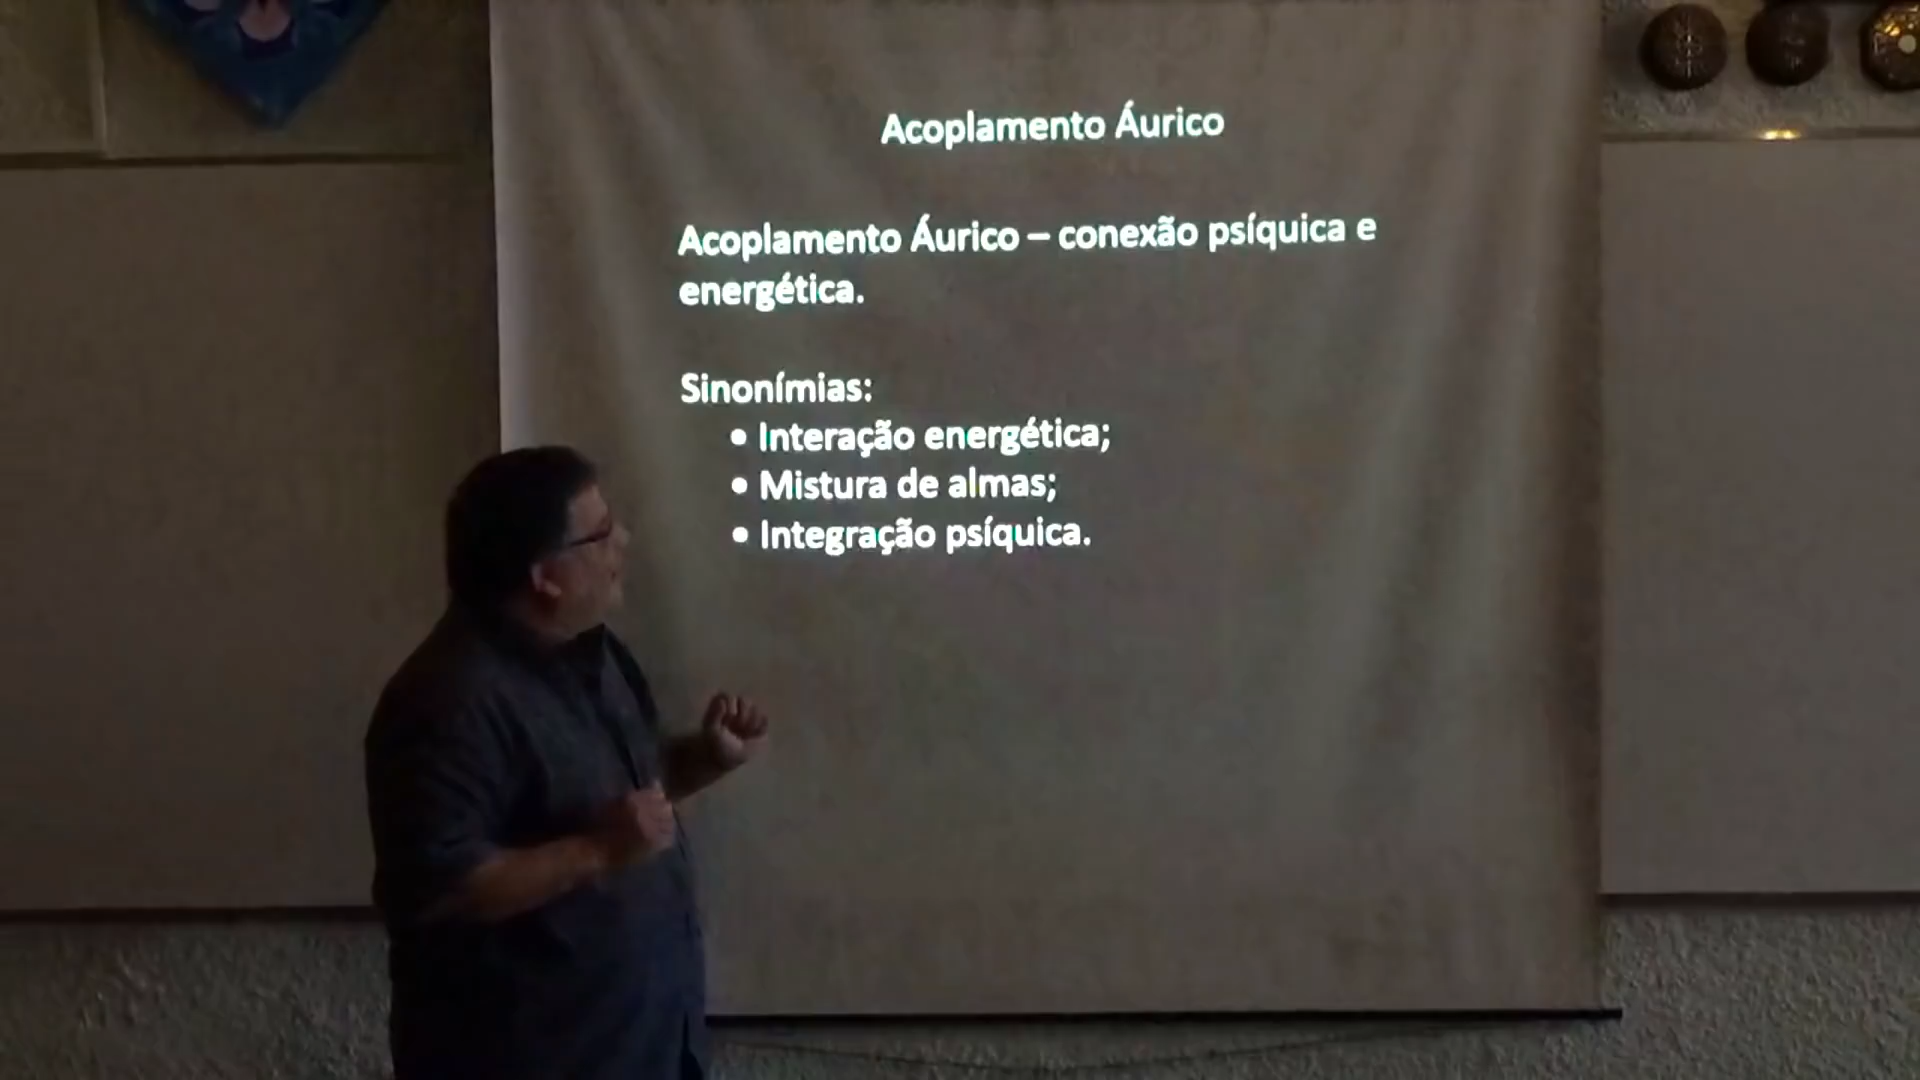 Acoplamento Áurico
Acoplamento Áurico – conexão psíquica e
energética.
Sinonímias:
• Interação energética;
• Mistura de almas;
• Integração psíquica.